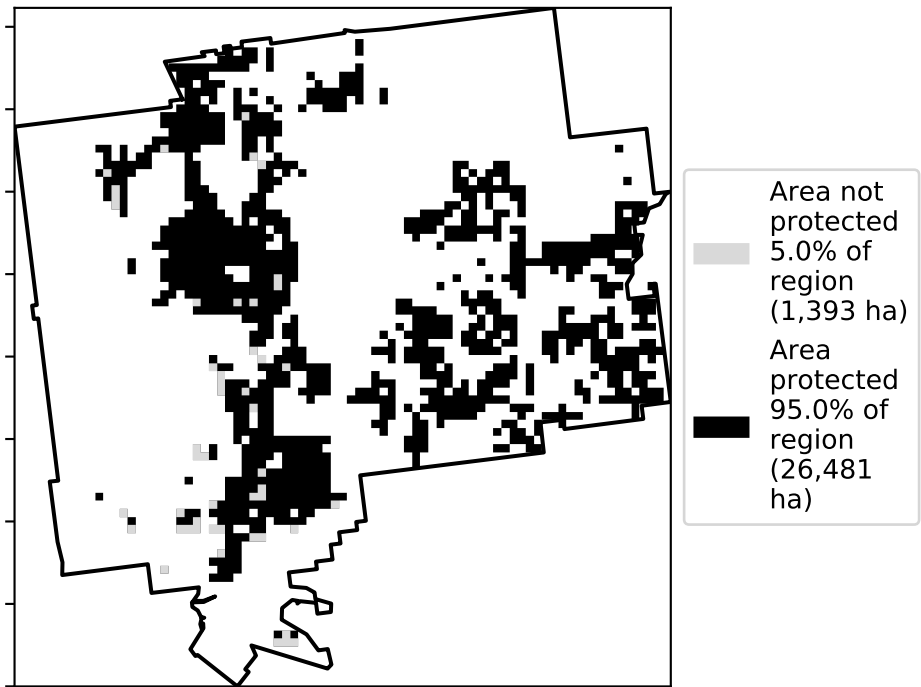 Area not
protected
5.0% of
region
(1,393 ha)
Area
protected
95.0% of
region
(26,481
ha)